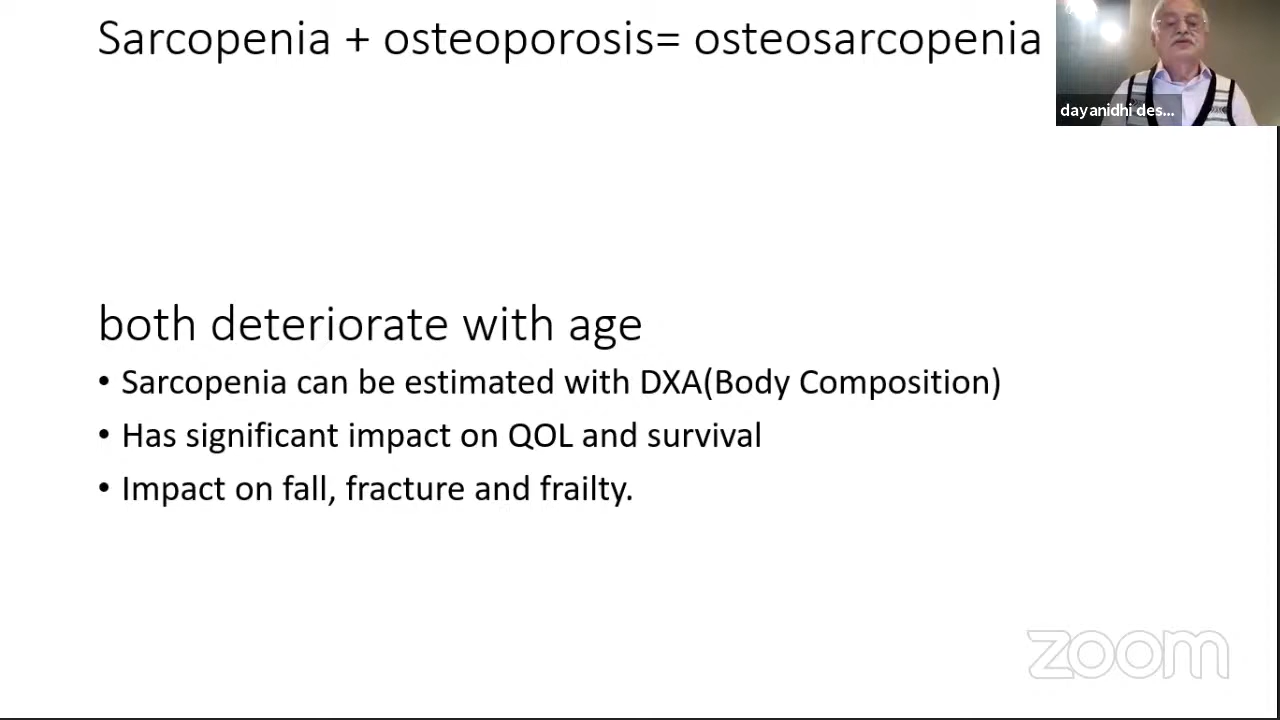 Sarcopenia + osteoporosis= osteosarcopenia
dayanidhi des...
both deteriorate with age
• Sarcopenia can be estimated with DXA(Body Composition)
• Has significant impact on QOL and survival
• Impact on fall, fracture and frailty.
zoom